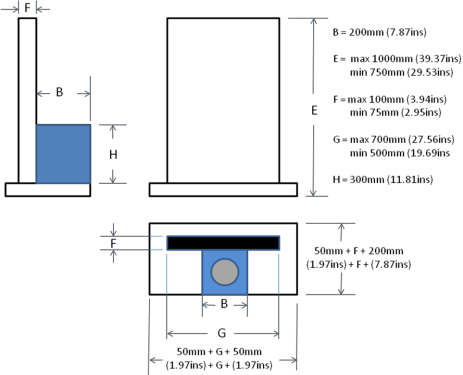 F
B
H
E
B = 200mm (7.87ins)
E = max 1000mm (39.37ins)
min 750mm (29.53ins)
F = max 100mm (3.94ins)
min 75mm (2.95ins)
G = max 700mm (27.56ins)
min 500mm (19.69ins
H = 300mm (11.81ins)
F
B
G
50mm + F + 200mm
(1.97ins) + F + (7.87ins)
50mm + G + 50mm
(1.97ins) + G + (1.97ins)